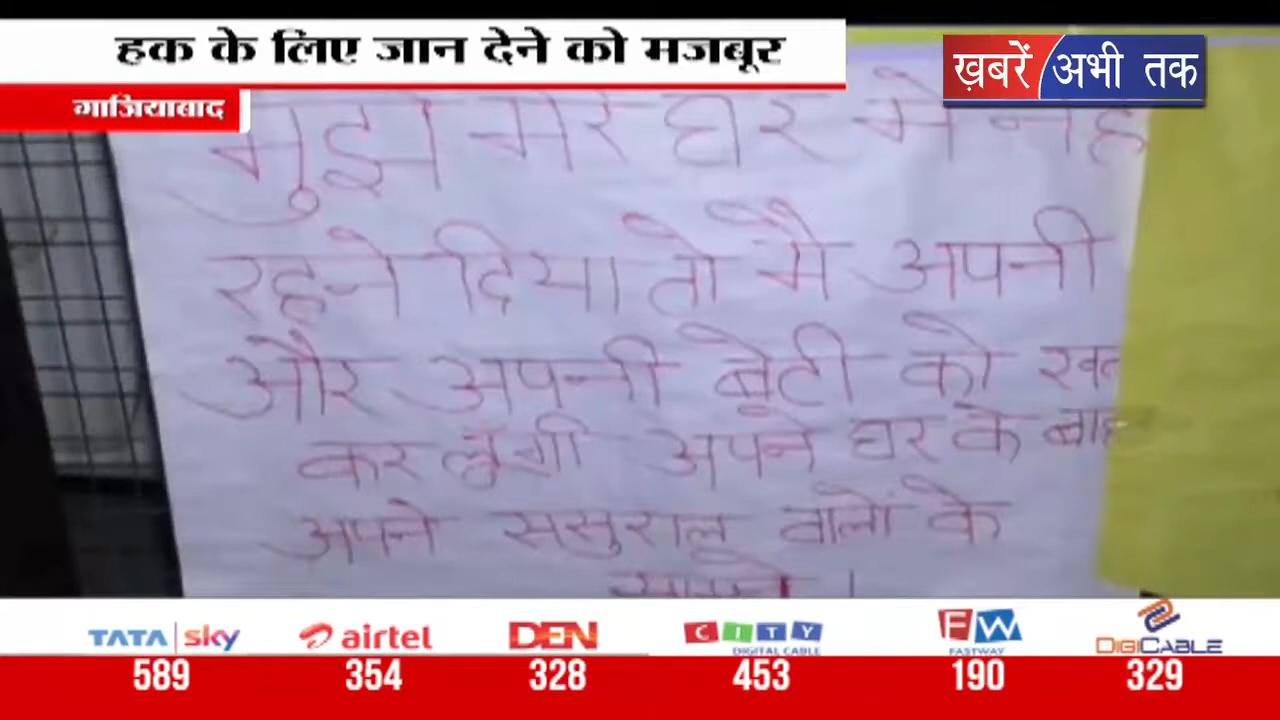 हक के लिए जान देने को मजबूर
ख़बरें अभी तक
गाजियाबाद
मुझे मेरे घर में नह
रहने दिया तो मै अपनी
और अपनी बेटी को
कर लुंगी अपने घर के
अपने ससुराल वालों के
TATA sky airtel DEN CITY FW DIGICABLE
DIGITAL CABLE FASTWAY
589 354 328 453 190 329